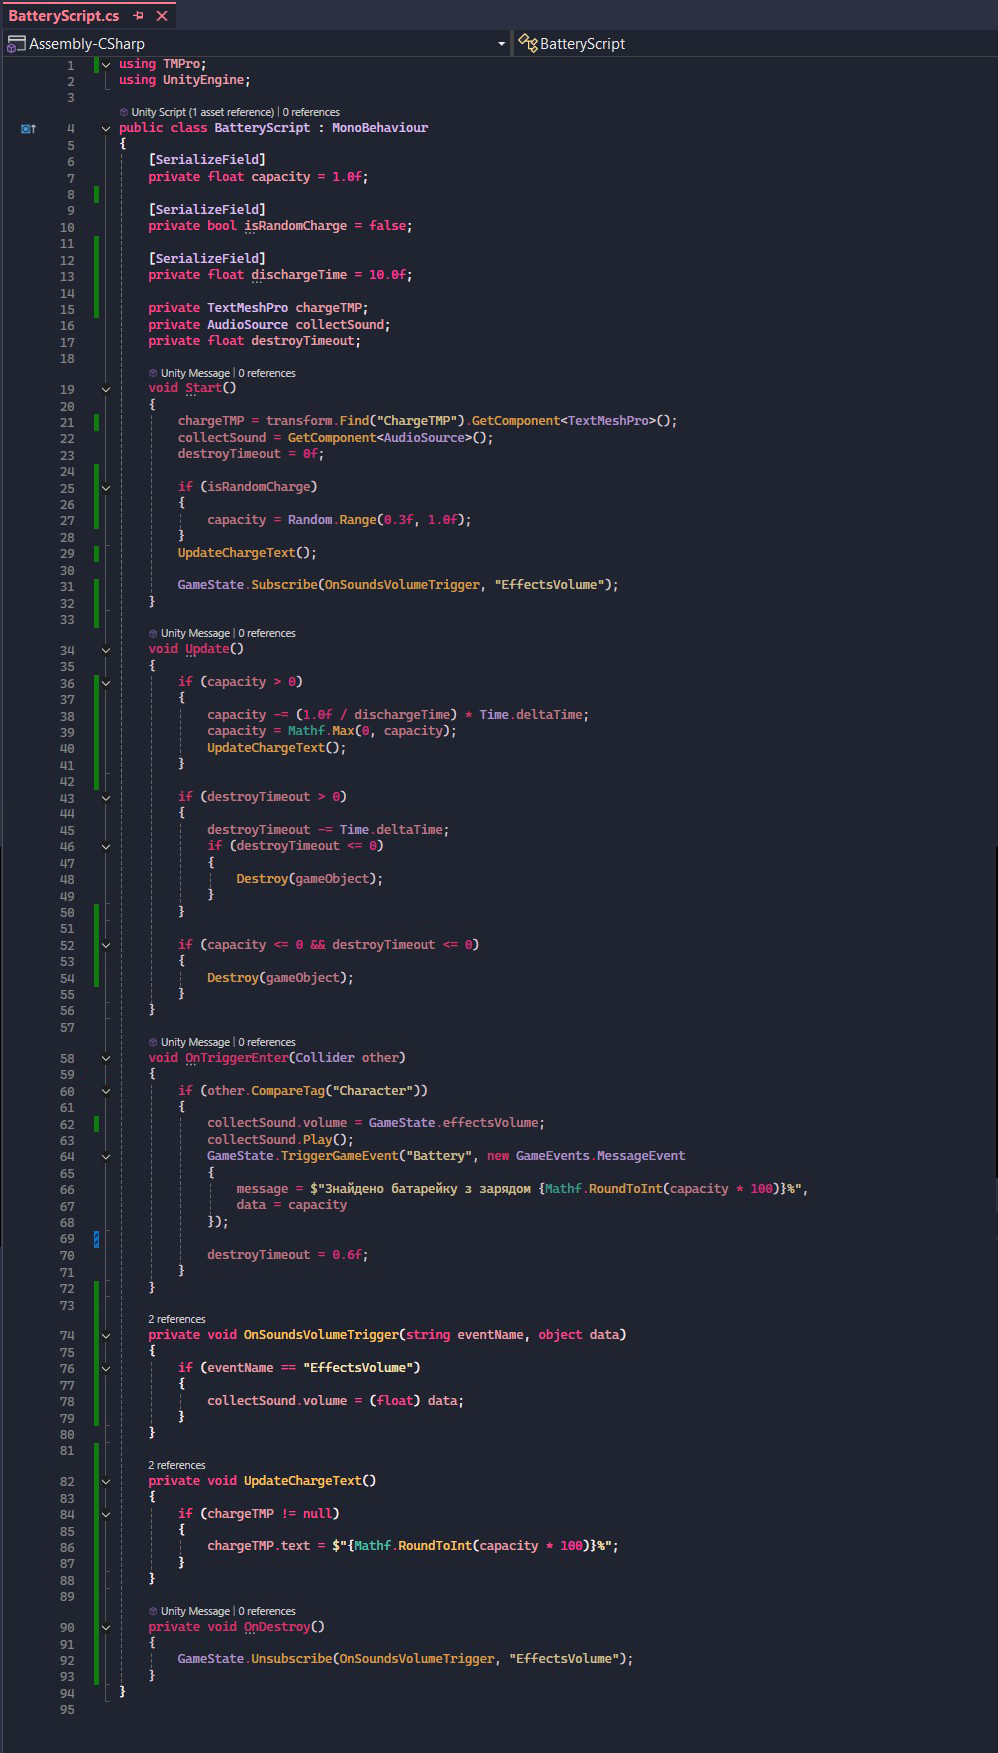 BatteryScript.cs
Assembly-CSharp
BatteryScript
1 using TMPro;
2 using UnityEngine;
3
Unity Script (1 asset reference) | 0 references
4 public class BatteryScript : MonoBehaviour
5 {
6 [SerializeField]
7 private float capacity = 1.0f;
8
9 [SerializeField]
10 private bool isRandomCharge = false;
11
12 [SerializeField]
13 private float dischargeTime = 10.0f;
14
15 private TextMeshPro chargeTMP;
16 private AudioSource collectSound;
17 private float destroyTimeout;
18
Unity Message | 0 references
19 void Start()
20 {
21 chargeTMP = transform.Find("ChargeTMP").GetComponent<TextMeshPro>();
22 collectSound = GetComponent<AudioSource>();
23 destroyTimeout = 0f;
24
25 if (isRandomCharge)
26 {
27 capacity = Random.Range(0.3f, 1.0f);
28 }
29 UpdateChargeText();
30
31 GameState.Subscribe(OnSoundsVolumeTrigger, "EffectsVolume");
32 }
33
Unity Message | 0 references
34 void Update()
35 {
36 if (capacity > 0)
37 {
38 capacity -= (1.0f / dischargeTime) * Time.deltaTime;
39 capacity = Mathf.Max(0, capacity);
40 UpdateChargeText();
41 }
42
43 if (destroyTimeout > 0)
44 {
45 destroyTimeout -= Time.deltaTime;
46 if (destroyTimeout <= 0)
47 {
48 Destroy(gameObject);
49 }
50 }
51
52 if (capacity <= 0 && destroyTimeout <= 0)
53 {
54 Destroy(gameObject);
55 }
56 }
57
Unity Message | 0 references
58 void OnTriggerEnter(Collider other)
59 {
60 if (other.CompareTag("Character"))
61 {
62 collectSound.volume = GameState.effectsVolume;
63 collectSound.Play();
64 GameState.TriggerGameEvent("Battery", new GameEvents.MessageEvent
65 {
66 message = $"Знайдено батарейку з зарядом {Mathf.RoundToInt(capacity * 100)}%",
67 data = capacity
68 });
69
70 destroyTimeout = 0.6f;
71 }
72 }
73
2 references
74 private void OnSoundsVolumeTrigger(string eventName, object data)
75 {
76 if (eventName == "EffectsVolume")
77 {
78 collectSound.volume = (float) data;
79 }
80 }
81
2 references
82 private void UpdateChargeText()
83 {
84 if (chargeTMP != null)
85 {
86 chargeTMP.text = $"{Mathf.RoundToInt(capacity * 100)}%";
87 }
88 }
89
Unity Message | 0 references
90 private void OnDestroy()
91 {
92 GameState.Unsubscribe(OnSoundsVolumeTrigger, "EffectsVolume");
93 }
94 }
95